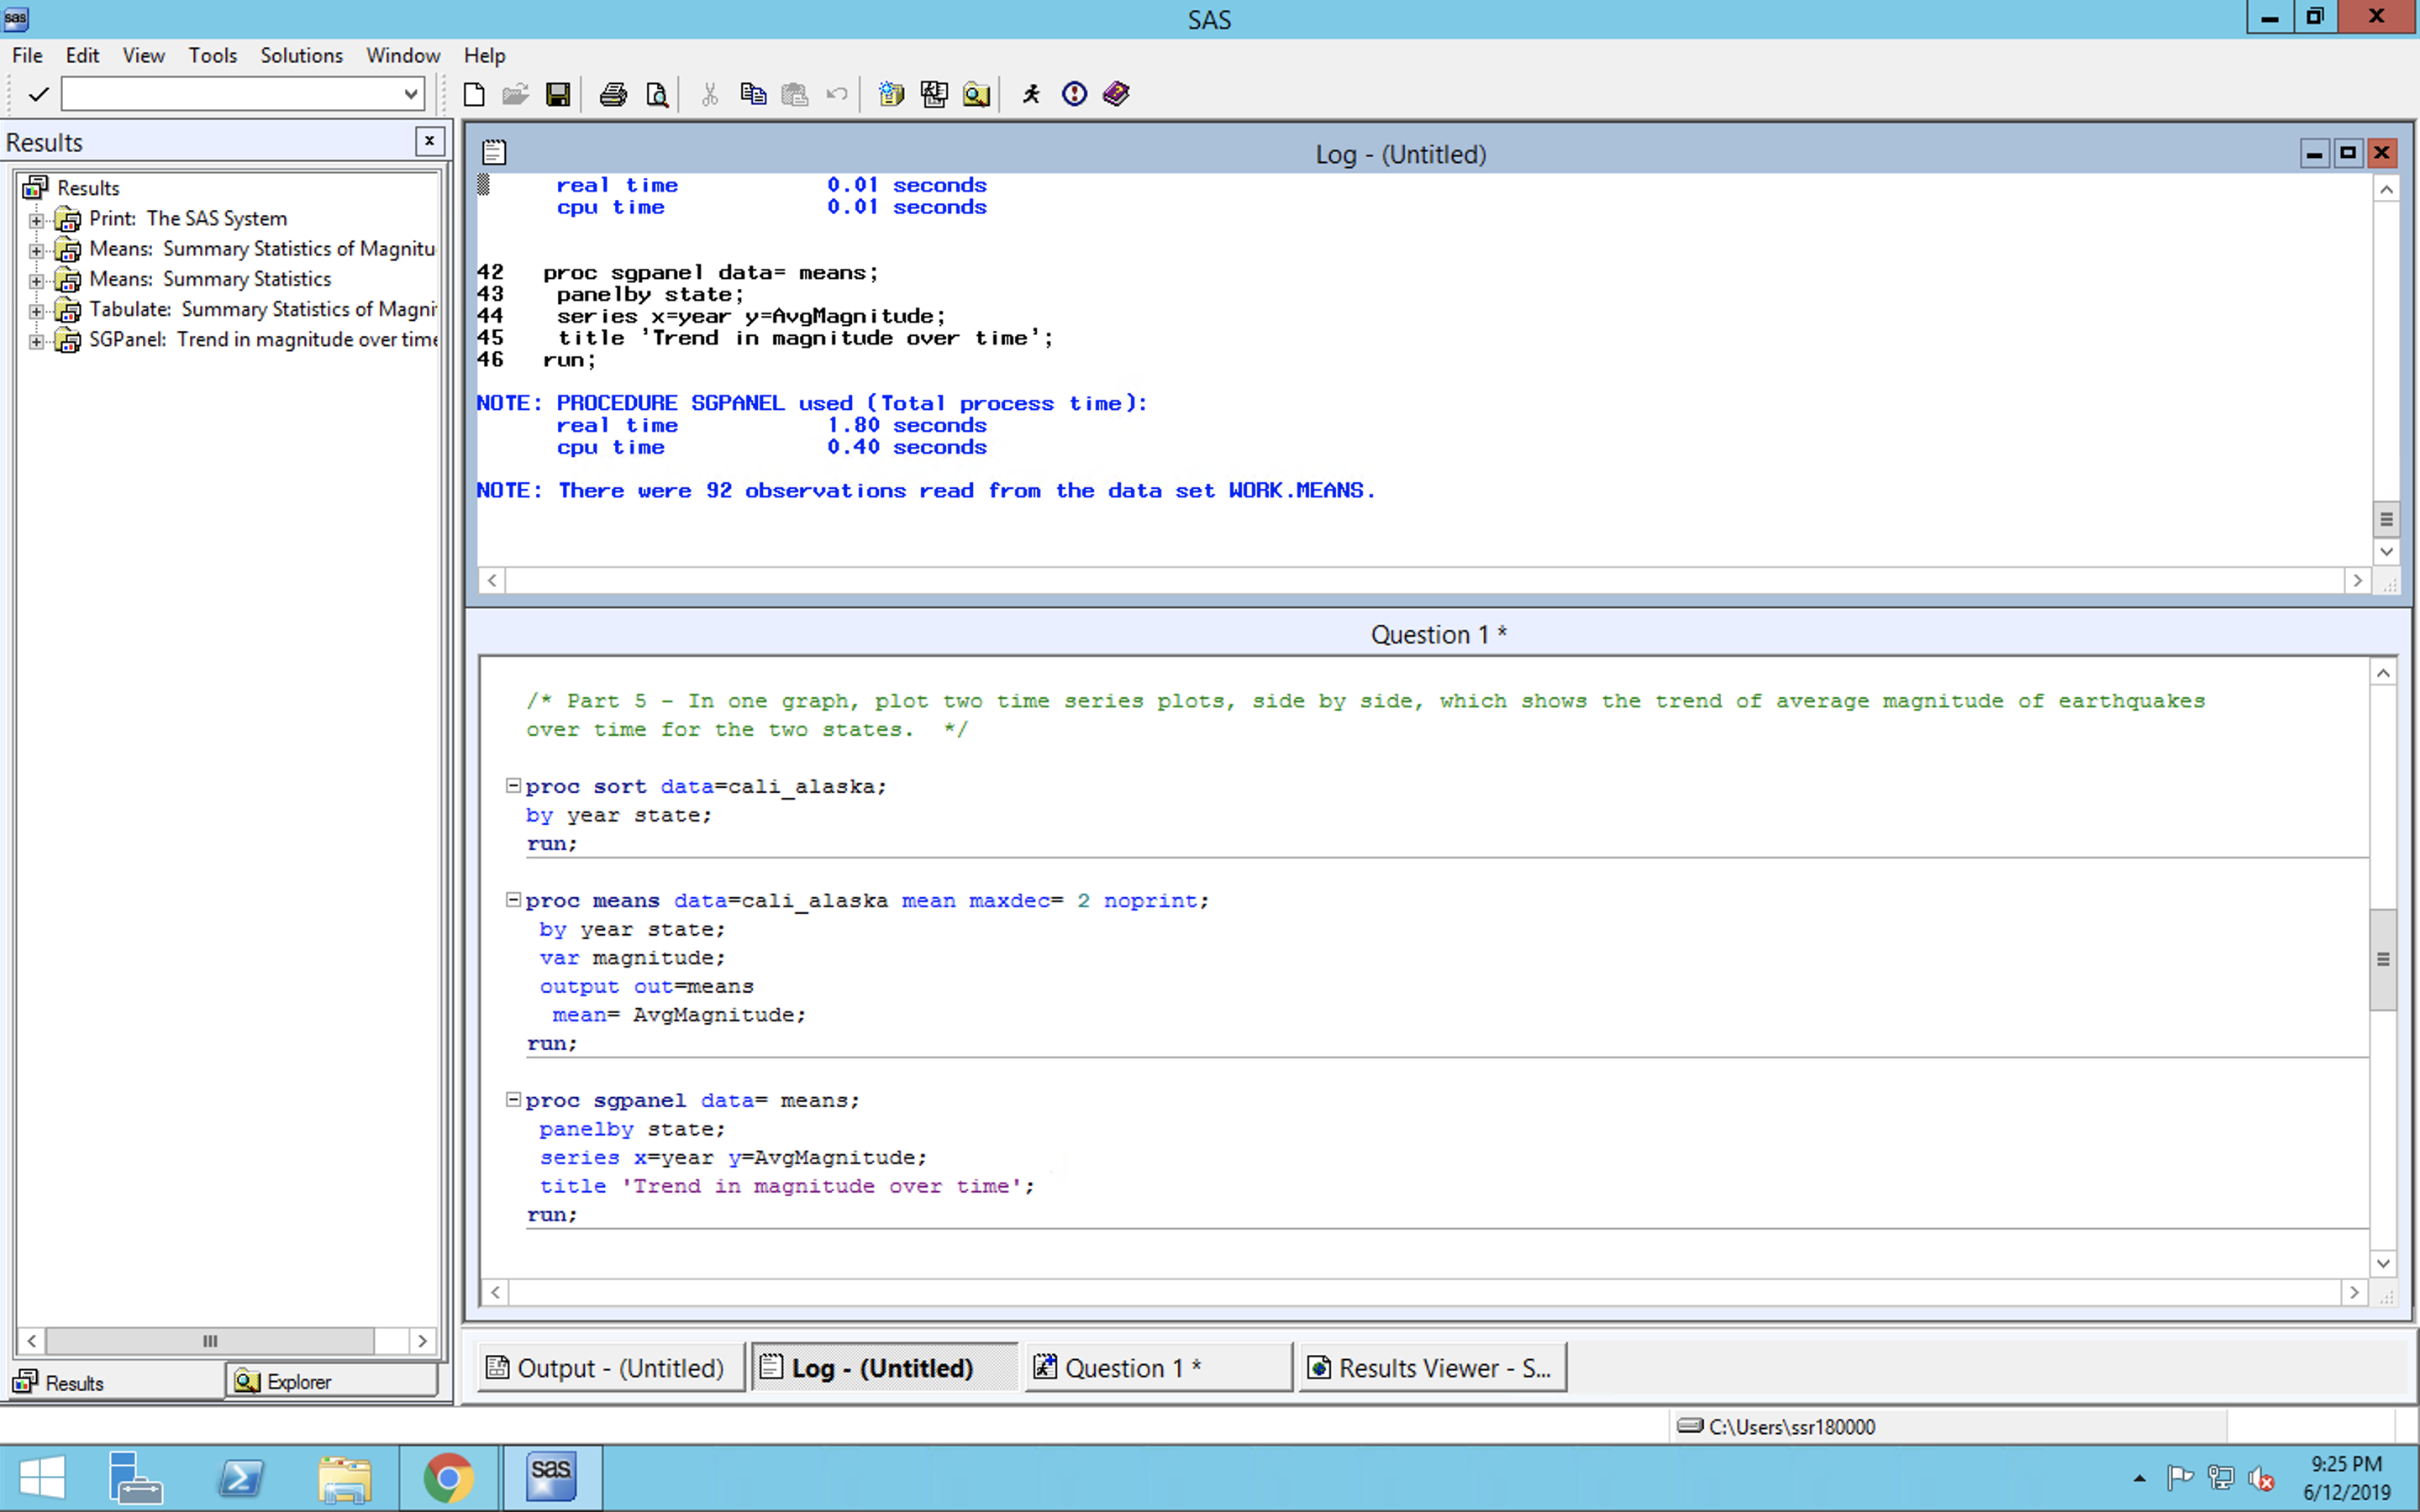 sas
SAS
File Edit View Tools Solutions Window Help
Results
Results
Print: The SAS System
Means: Summary Statistics of Magnitu
Means: Summary Statistics
Tabulate: Summary Statistics of Magni
SGPanel: Trend in magnitude over time
Log - (Untitled)
real time 0.01 seconds
cpu time 0.01 seconds
42 proc sgpanel data= means;
43 panelby state;
44 series x=year y=AvgMagnitude;
45 title 'Trend in magnitude over time';
46 run;
NOTE: PROCEDURE SGPANEL used (Total process time):
real time 1.80 seconds
cpu time 0.40 seconds
NOTE: There were 92 observations read from the data set WORK.MEANS.
Question 1 *
/* Part 5 - In one graph, plot two time series plots, side by side, which shows the trend of average magnitude of earthquakes
over time for the two states. */
proc sort data=cali_alaska;
by year state;
run;
proc means data=cali_alaska mean maxdec= 2 noprint;
by year state;
var magnitude;
output out=means
mean= AvgMagnitude;
run;
proc sgpanel data= means;
panelby state;
series x=year y=AvgMagnitude;
title 'Trend in magnitude over time';
run;
Results Explorer
Output - (Untitled) Log - (Untitled) Question 1 * Results Viewer - S...
C:\Users\ssr180000
sas
9:25 PM
6/12/2019